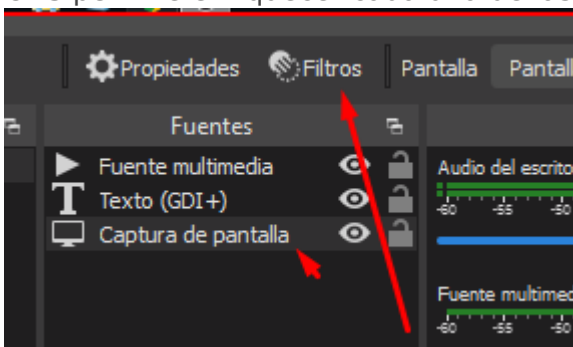 Propiedades Filtros Pantalla Pantall
Fuentes
Fuente multimedia
Audio del escrito
T Texto (GDI+)
-60 -55 -50
Captura de pantalla
Fuente multimed
-60 -55 -50